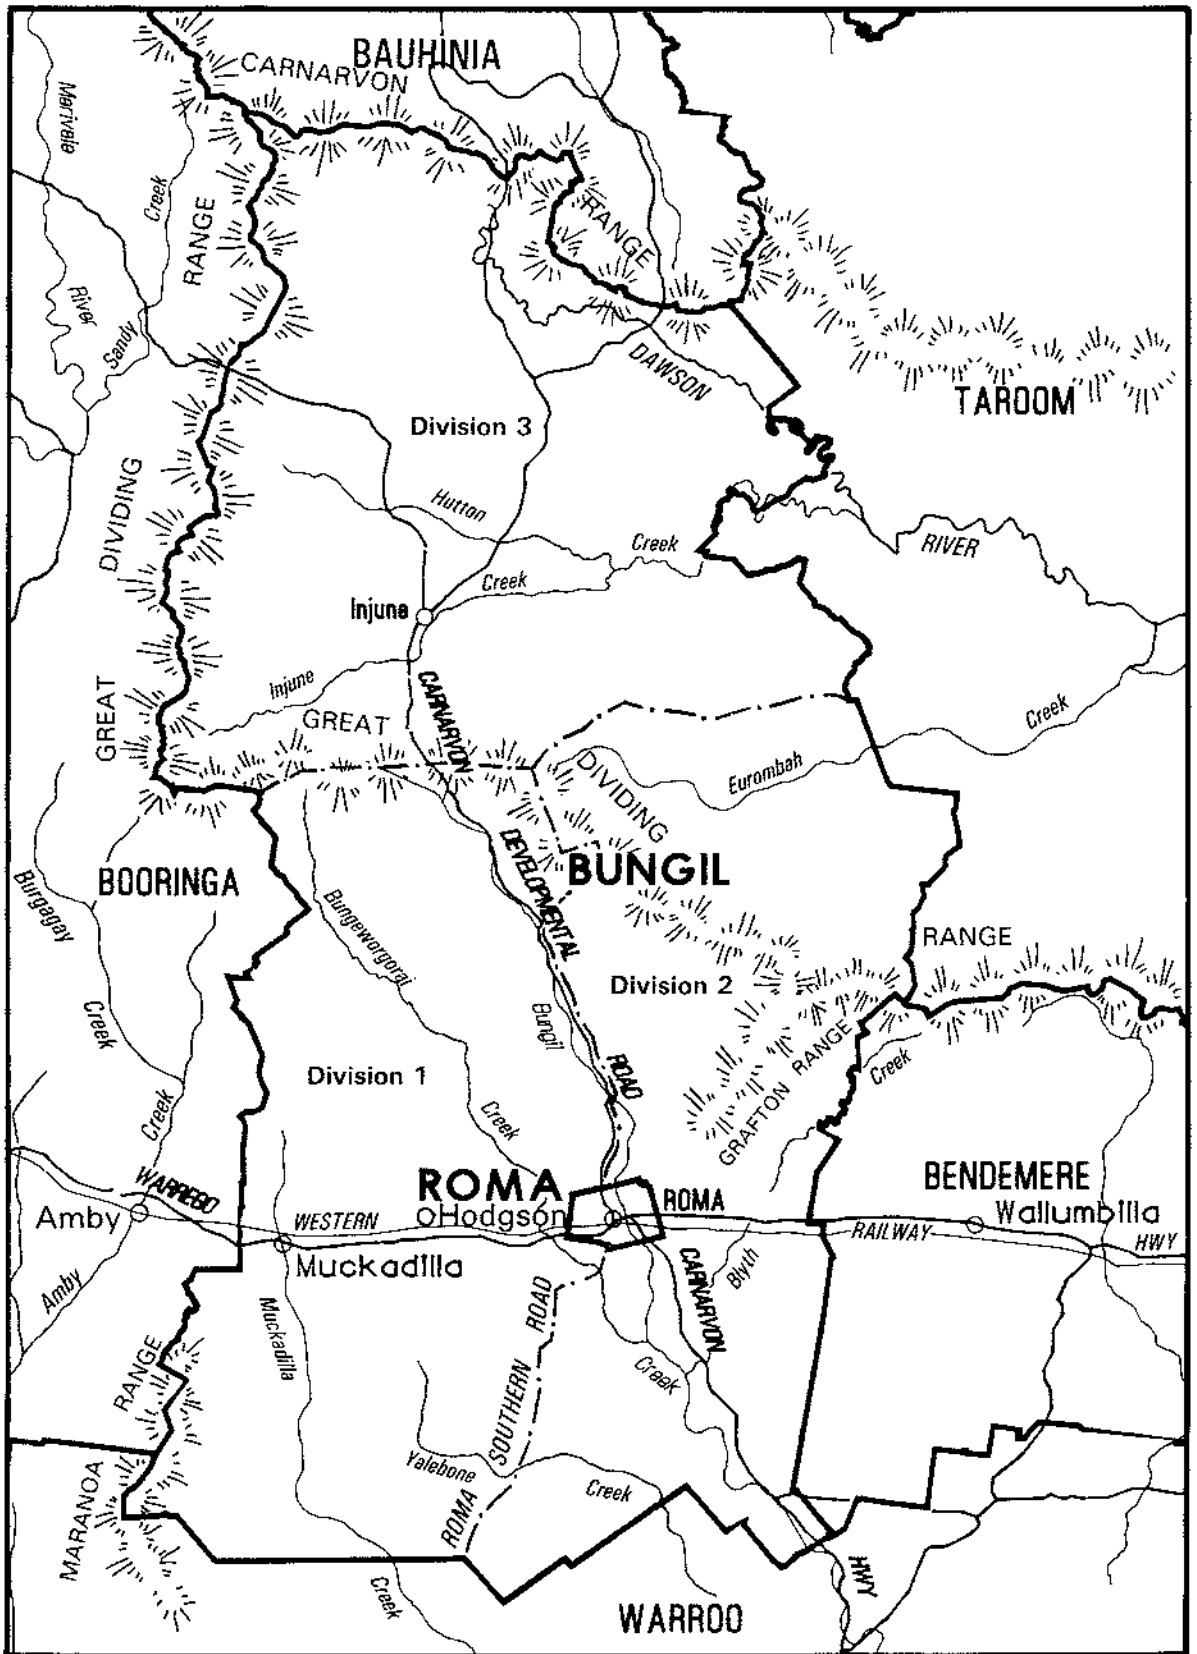 BAUHINIA
CARNARVON
RANGE
Marivale
River
Sandy
Creek
RANGE
DAWSON
TAROOM
Division 3
DIVIDING
Hutton
Creek
RIVER
Creek
Injune
Injune
GREAT
GREAT
CARNARVON
Creek
Eurombah
DIVIDING
BOORINGA
DEVELOPMENTAL
BUNGIL
Burgagay
Creek
Bungeworgorai
RANGE
Division 2
Bungil
ROAD
GRAFTON RANGE
Creek
Division 1
Creek
Creek
ROMA
ROMA
BENDEMERE
WARREGO
Amby
WESTERN
Hodgson
Wallumbilla
RAILWAY
HWY
Muckadilla
Amby
Muckadilla
ROAD
CARNARVON
Blyth
RANGE
Creek
SOUTHERN
Yalebone
Creek
MARANOA
ROMA
HWY
Creek
WARROO